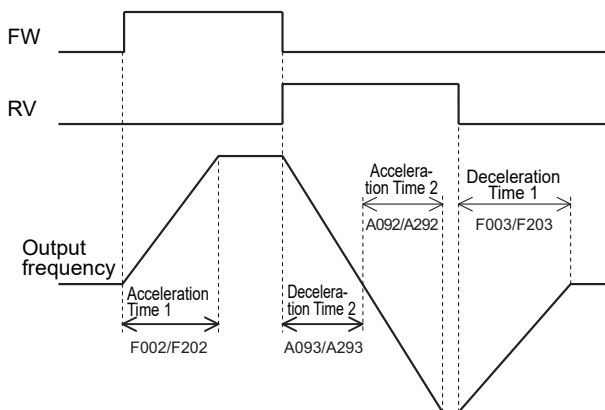 FW
RV
Accelera-
tion Time 2
A092/A292
Deceleration
Time 1
F003/F203
Output
frequency
Acceleration
Time 1
F002/F202
Decelera-
tion Time 2
A093/A293